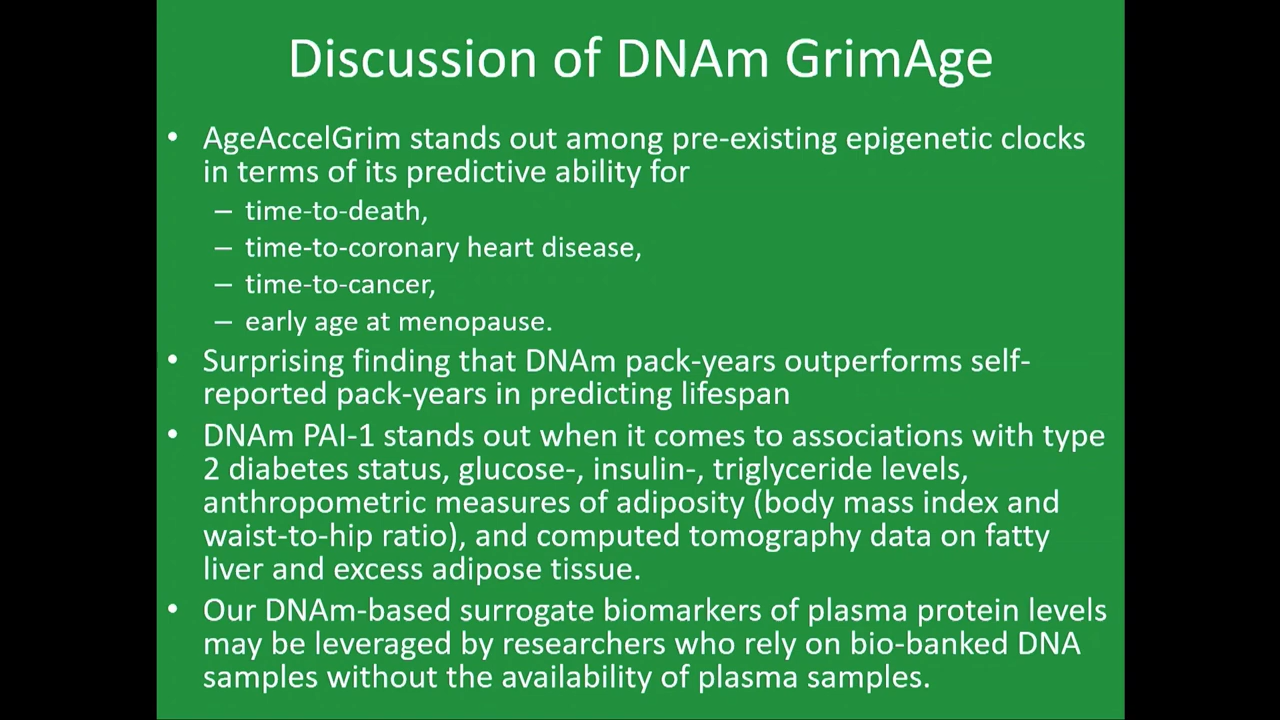 Discussion of DNAm GrimAge
• AgeAccelGrim stands out among pre-existing epigenetic clocks
in terms of its predictive ability for
– time-to-death,
– time-to-coronary heart disease,
– time-to-cancer,
– early age at menopause.
• Surprising finding that DNAm pack-years outperforms self-
reported pack-years in predicting lifespan
• DNAm PAI-1 stands out when it comes to associations with type
2 diabetes status, glucose-, insulin-, triglyceride levels,
anthropometric measures of adiposity (body mass index and
waist-to-hip ratio), and computed tomography data on fatty
liver and excess adipose tissue.
• Our DNAm-based surrogate biomarkers of plasma protein levels
may be leveraged by researchers who rely on bio-banked DNA
samples without the availability of plasma samples.